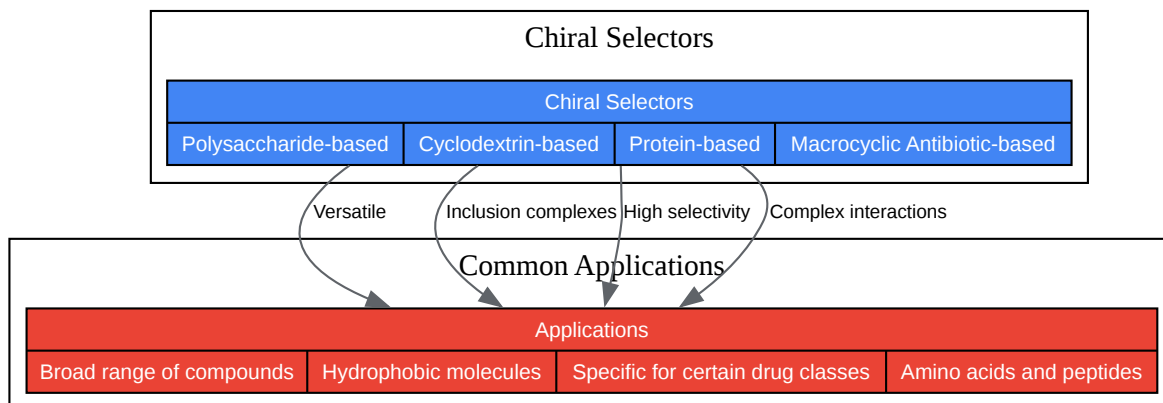 Chiral Selectors
Chiral Selectors
Polysaccharide-based Cyclodextrin-based Protein-based Macrocyclic Antibiotic-based
Versatile Inclusion complexes High selectivity Complex interactions
Common Applications
Applications
Broad range of compounds Hydrophobic molecules Specific for certain drug classes Amino acids and peptides